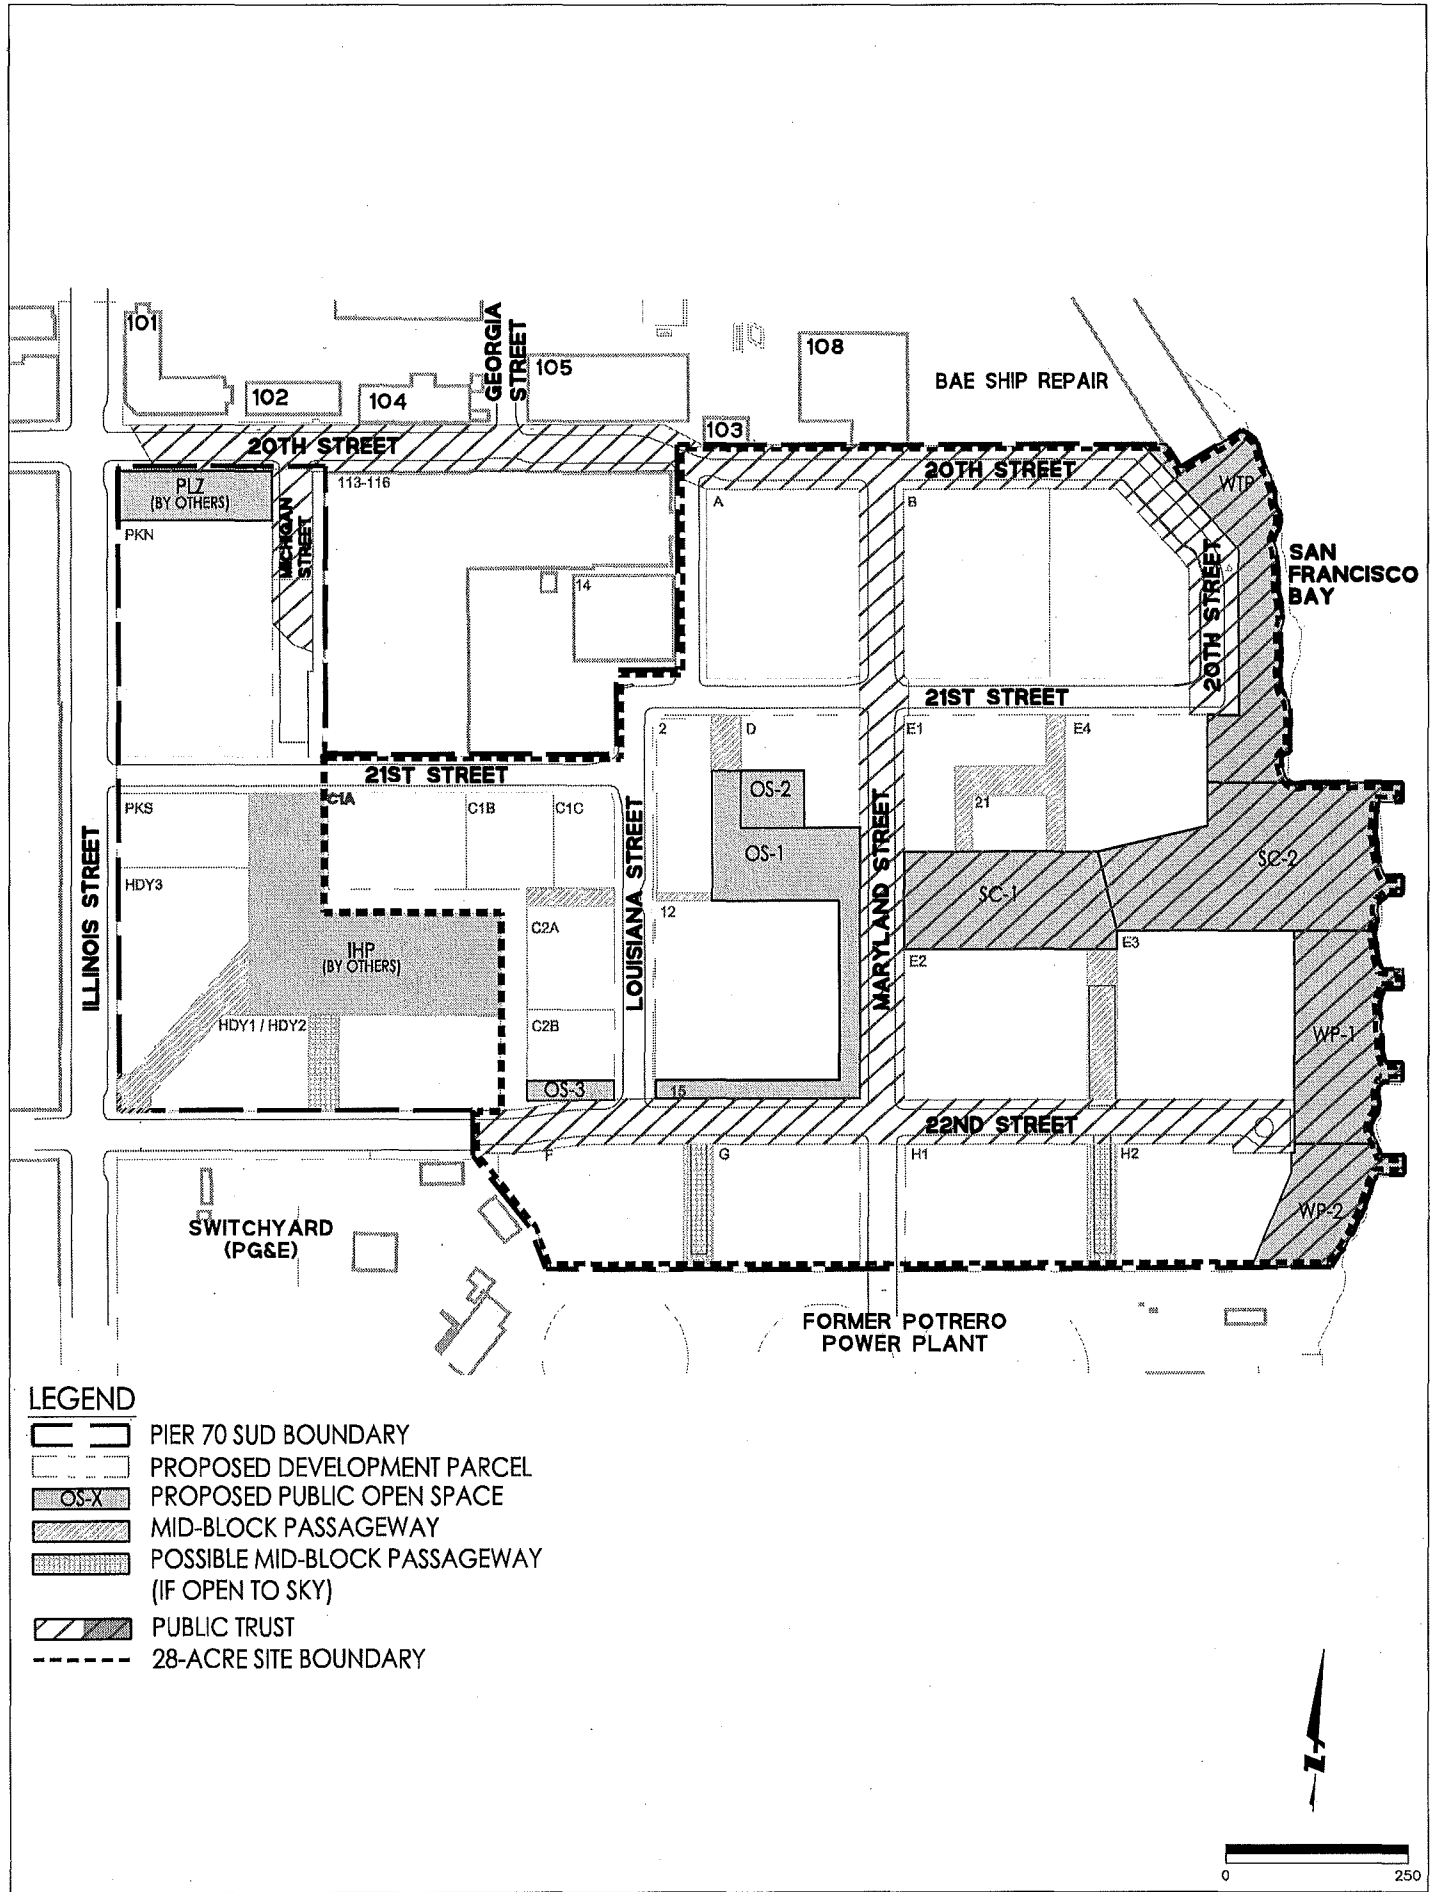 101
GEORGIA
STREET
105
108
BAE SHIP REPAIR
102
104
103
20TH STREET
20TH STREET
WTP
PLZ
(BY OTHERS)
113-116
A
B
PKN
MICHIGAN
STREET
SAN
FRANCISCO
BAY
14
20TH STREET
21ST STREET
2
D
E1
E4
21ST STREET
OS-2
C1A
PKS
C1B
C1C
21
ILLINOIS STREET
LOUISIANA STREET
MARYLAND STREET
OS-1
SC-2
HDY3
SC-1
12
C2A
E3
IHP
(BY OTHERS)
E2
HDY1 / HDY2
C2B
WP-1
OS-3
15
22ND STREET
F
G
H1
H2
WP-2
SWITCHYARD
(PG&E)
FORMER POTRERO
POWER PLANT
LEGEND
PIER 70 SUD BOUNDARY
PROPOSED DEVELOPMENT PARCEL
OS-X
PROPOSED PUBLIC OPEN SPACE
MID-BLOCK PASSAGEWAY
POSSIBLE MID-BLOCK PASSAGEWAY
(IF OPEN TO SKY)
PUBLIC TRUST
28-ACRE SITE BOUNDARY
Z
0 250